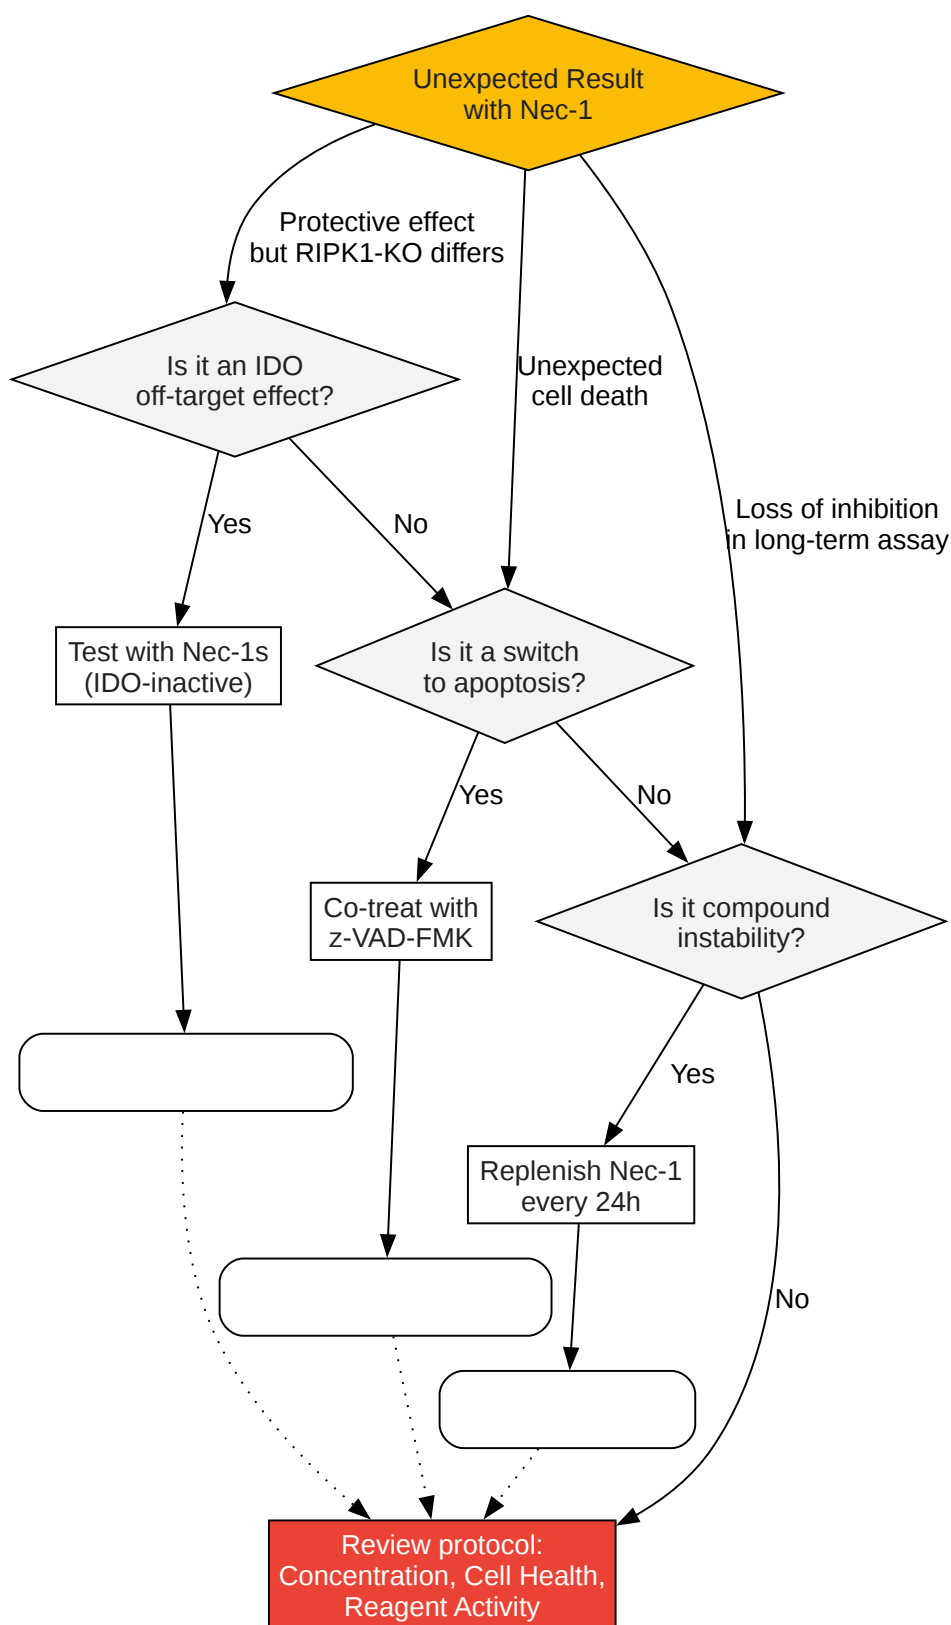 Unexpected Result
with Nec-1
Protective effect
but RIPK1-KO differs
Is it an IDO
off-target effect?
Unexpected
cell death
Loss of inhibition
in long-term assay
Yes
No
Test with Nec-1s
(IDO-inactive)
Is it a switch
to apoptosis?
Yes
No
Co-treat with
z-VAD-FMK
Is it compound
instability?
Yes
Replenish Nec-1
every 24h
No
Review protocol:
Concentration, Cell Health,
Reagent Activity